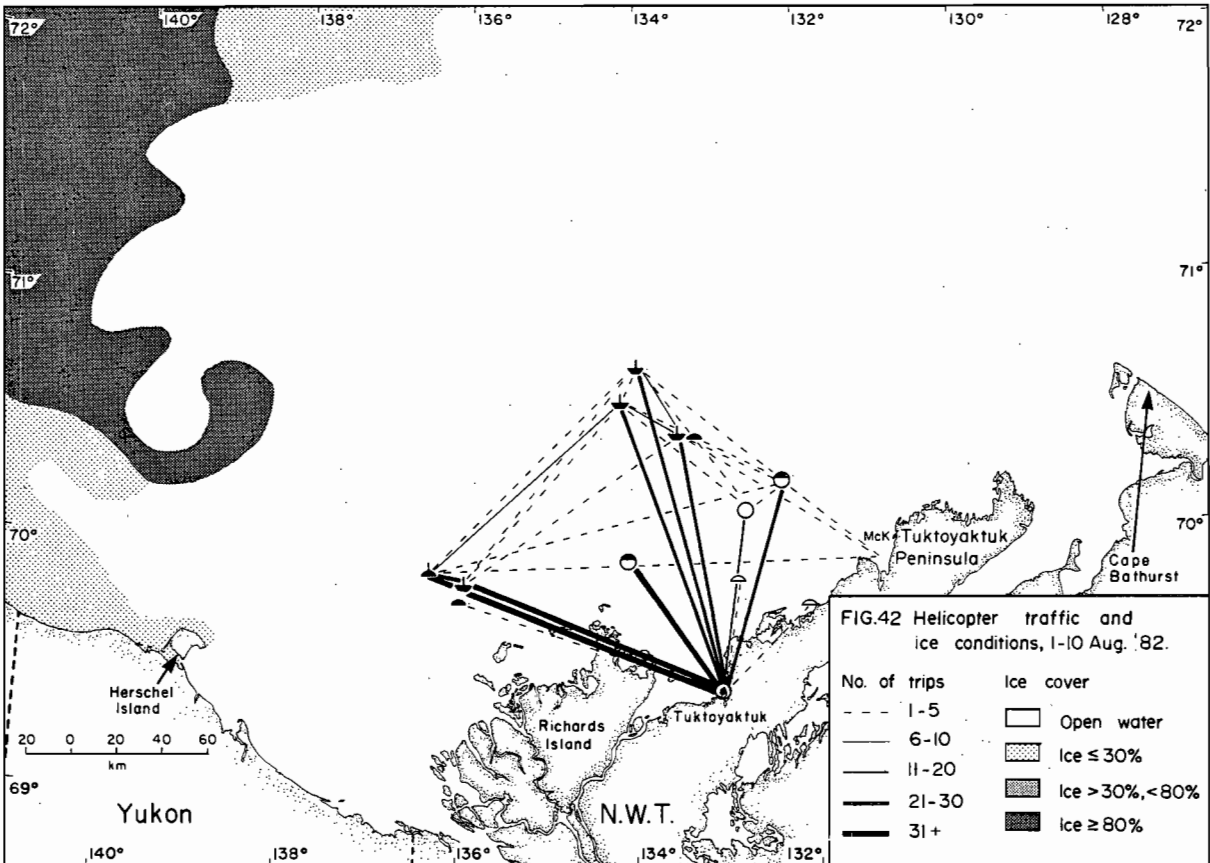 72° 140° 138° 136° 134° 132° 130° 128° 72°
71° 71°
70° 70°
McK
Tuktoyaktuk
Peninsula
Cape
Bathurst
Herschel
Island
Richards
Island
Tuktoyaktuk
20 0 20 40 60
km
69°
Yukon
N.W.T.
140° 138° 136° 134° 132°
FIG.42 Helicopter traffic and
ice conditions, 1-10 Aug. '82.
No. of trips
1-5
6-10
11-20
21-30
31+
Ice cover
Open water
Ice ≤ 30%
Ice >30%, <80%
Ice ≥ 80%